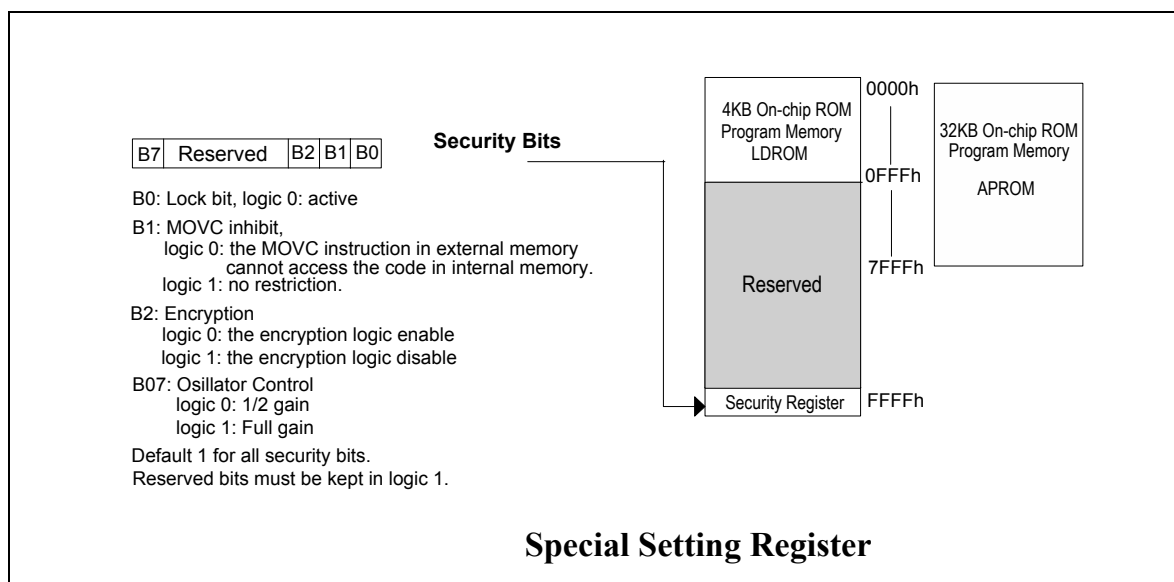 B7 Reserved B2 B1 B0
Security Bits
B0: Lock bit, logic 0: active
B1: MOVC inhibit,
logic 0: the MOVC instruction in external memory
cannot access the code in internal memory.
logic 1: no restriction.
B2: Encryption
logic 0: the encryption logic enable
logic 1: the encryption logic disable
B07: Osillator Control
logic 0: 1/2 gain
logic 1: Full gain
Default 1 for all security bits.
Reserved bits must be kept in logic 1.
4KB On-chip ROM
Program Memory
LDROM
Reserved
Security Register
0000h
0FFFh
7FFFh
FFFFh
32KB On-chip ROM
Program Memory
APROM
Special Setting Register